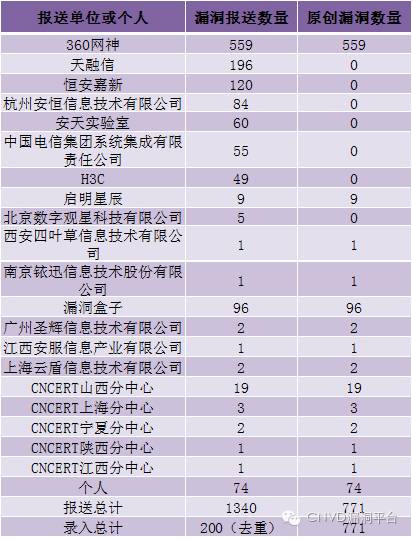 报送单位或个人 漏洞报送数量 原创漏洞数量
360网神 559 559
天融信 196 0
恒安嘉新 120 0
杭州安恒信息技术有限公司 84 0
安天实验室 60 0
中国电信集团系统集成有限
责任公司 55 0
H3C 49 0
启明星辰 9 9
北京数字观星科技有限公司 5 0
西安四叶草信息技术有限公
司 1 1
南京铱迅信息技术股份有限
公司 1 1
漏洞盒子 96 96
广州圣辉信息技术有限公司 2 2
江西安服信息产业有限公司 1 1
上海云盾信息技术有限公司 2 2
CNCERT山西分中心 19 19
CNCERT上海分中心 3 3
CNCERT宁夏分中心 2 2
CNCERT陕西分中心 1 1
CNCERT江西分中心 1 1
个人 74 74
报送总计 1340 771
录入总计 200（去重） 771
CNVD漏洞平台